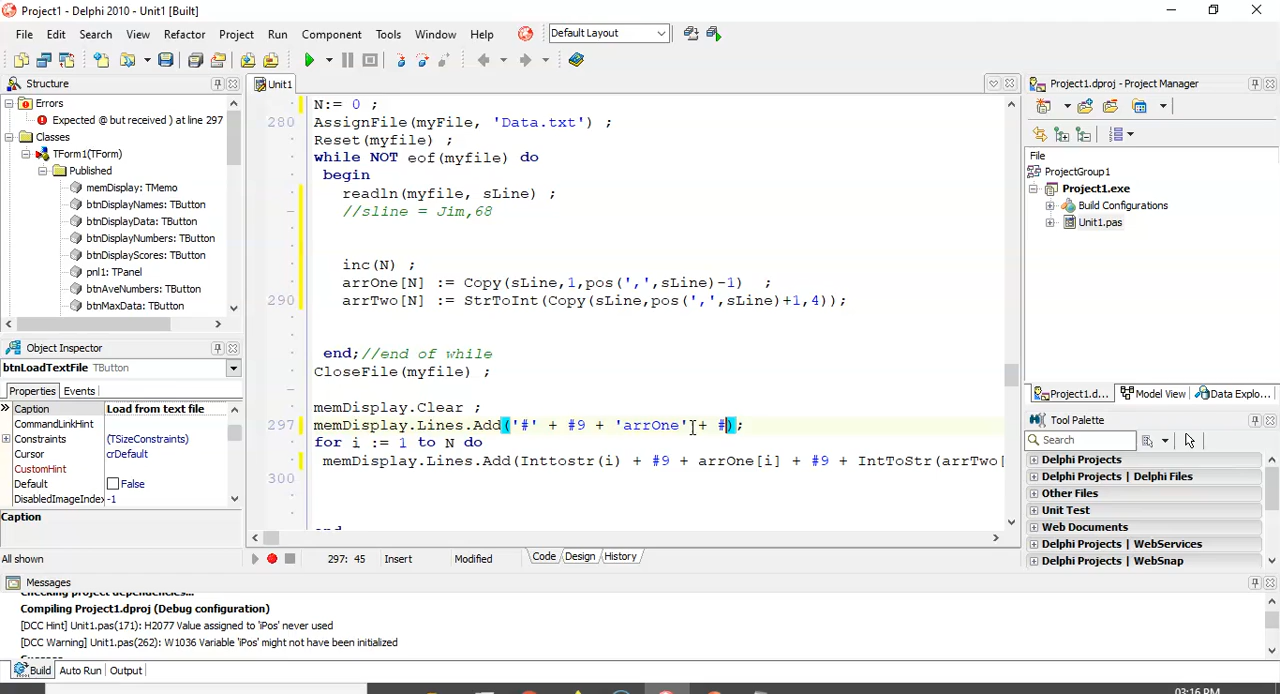 Project1 - Delphi 2010 - Unit1 [Built]
File Edit Search View Refactor Project Run Component Tools Window Help Default Layout
Structure
Errors
Expected @ but received ) at line 297
Classes
TForm1(TForm)
Published
memDisplay: TMemo
btnDisplayNames: TButton
btnDisplayData: TButton
btnDisplayNumbers: TButton
btnDisplayScores: TButton
pnl1: TPanel
btnAveNumbers: TButton
btnMaxData: TButton
Object Inspector
btnLoadTextFile TButton
Properties Events
Caption Load from text file
CommandLinkHint
Constraints (TSizeConstraints)
Cursor crDefault
CustomHint
Default False
DisabledImageIndex -1
Caption
All shown
Unit1
N:= 0 ;
280 AssignFile(myFile, 'Data.txt') ;
Reset(myfile) ;
while NOT eof(myfile) do
begin
readln(myfile, sLine) ;
//sline = Jim,68
inc(N) ;
arrOne[N] := Copy(sLine,1,pos(',',sLine)-1) ;
290 arrTwo[N] := StrToInt(Copy(sLine,pos(',',sLine)+1,4));
end;//end of while
CloseFile(myfile) ;
memDisplay.Clear ;
297 memDisplay.Lines.Add('#' + #9 + 'arrOne' + #);
for i := 1 to N do
memDisplay.Lines.Add(Inttostr(i) + #9 + arrOne[i] + #9 + IntToStr(arrTwo[
300
end
297: 45 Insert Modified Code Design History
Project1.dproj - Project Manager
File
ProjectGroup1
Project1.exe
Build Configurations
Unit1.pas
Project1.d... Model View Data Explo...
Tool Palette
Search
Delphi Projects
Delphi Projects | Delphi Files
Other Files
Unit Test
Web Documents
Delphi Projects | WebServices
Delphi Projects | WebSnap
Messages
Checking project dependencies...
Compiling Project1.dproj (Debug configuration)
[DCC Hint] Unit1.pas(171): H2077 Value assigned to 'iPos' never used
[DCC Warning] Unit1.pas(262): W1036 Variable 'iPos' might not have been initialized
Build Auto Run Output
03:16 PM